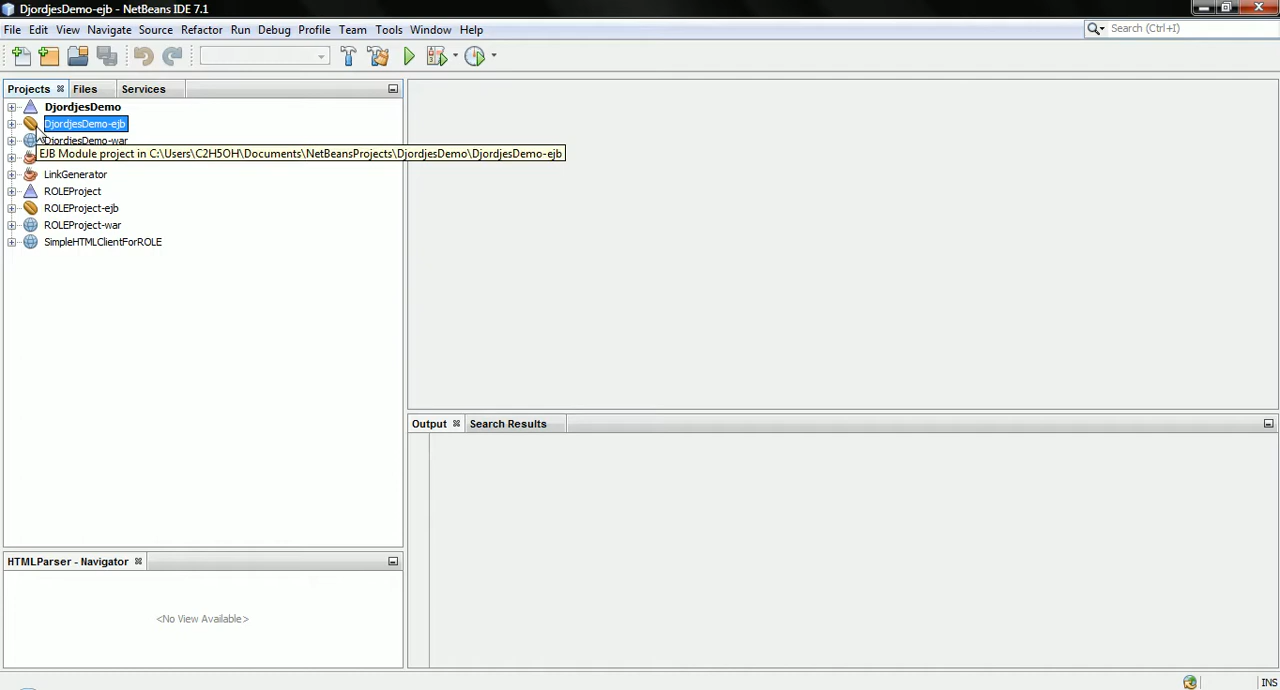 DjordjesDemo-ejb - NetBeans IDE 7.1
File Edit View Navigate Source Refactor Run Debug Profile Team Tools Window Help
Search (Ctrl+I)
Projects Files Services
DjordjesDemo
DjordjesDemo-ejb
DjordjesDemo-war
EJB Module project in C:\Users\C2H5OH\Documents\NetBeansProjects\DjordjesDemo\DjordjesDemo-ejb
LinkGenerator
ROLEProject
ROLEProject-ejb
ROLEProject-war
SimpleHTMLClientForROLE
Output Search Results
HTMLParser - Navigator
<No View Available>
INS